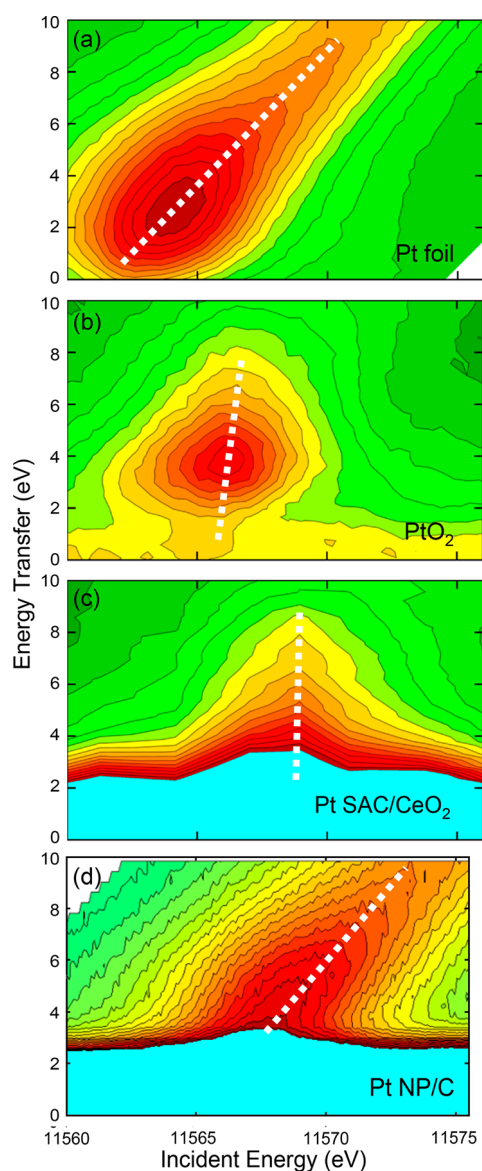 (a)
10
8
6
4
2
0
Pt foil
(b)
10
8
6
4
2
0
PtO₂
Energy Transfer (eV)
(c)
10
8
6
4
2
0
Pt SAC/CeO₂
(d)
10
8
6
4
2
0
Pt NP/C
11560 11565 11570 11575
Incident Energy (eV)